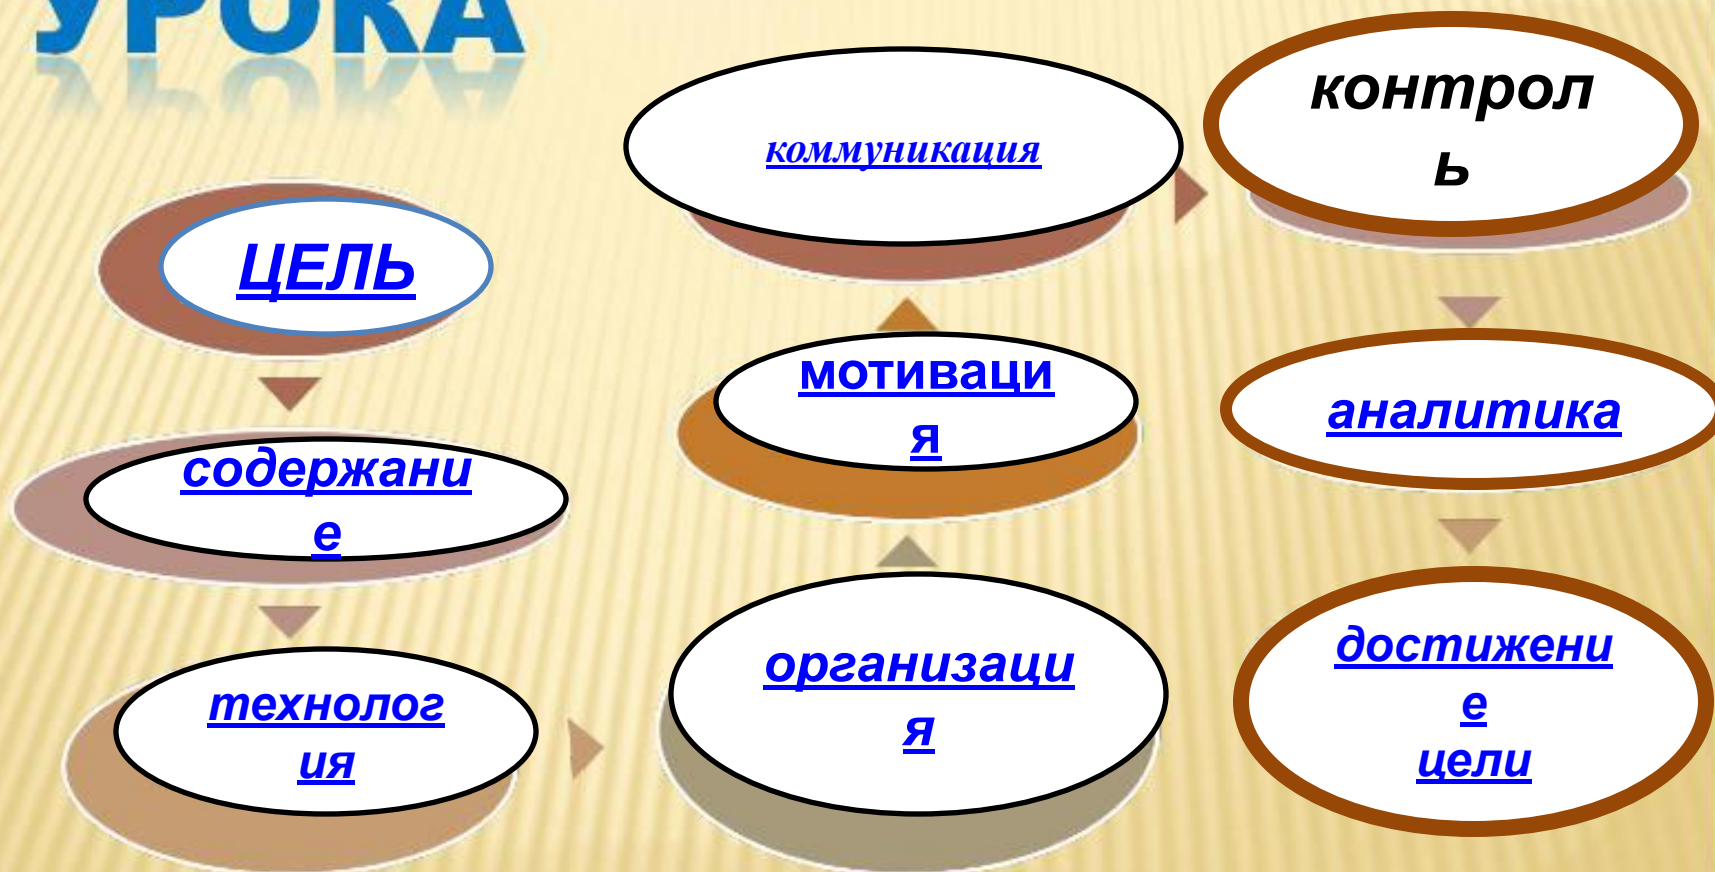 УРОКА
ЦЕЛЬ
содержани
е
технолог
ия
организаци
я
мотиваци
я
коммуникация
контрол
ь
аналитика
достижени
е
цели